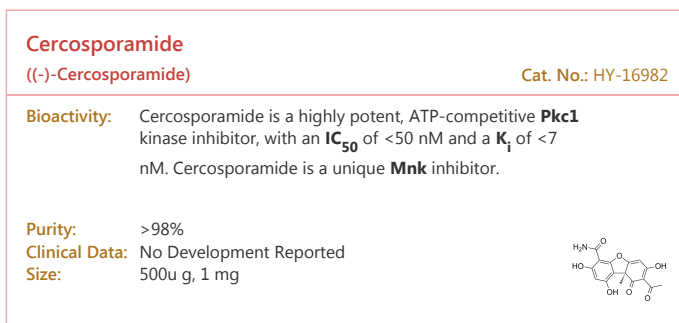 Cercosporamide
((-)-Cercosporamide) Cat. No.: HY-16982
Bioactivity: Cercosporamide is a highly potent, ATP-competitive Pkc1
kinase inhibitor, with an IC50 of <50 nM and a Ki of <7
nM. Cercosporamide is a unique Mnk inhibitor.
Purity: >98%
Clinical Data: No Development Reported
Size: 500u g, 1 mg
H2N O
HO O OH
OH O O